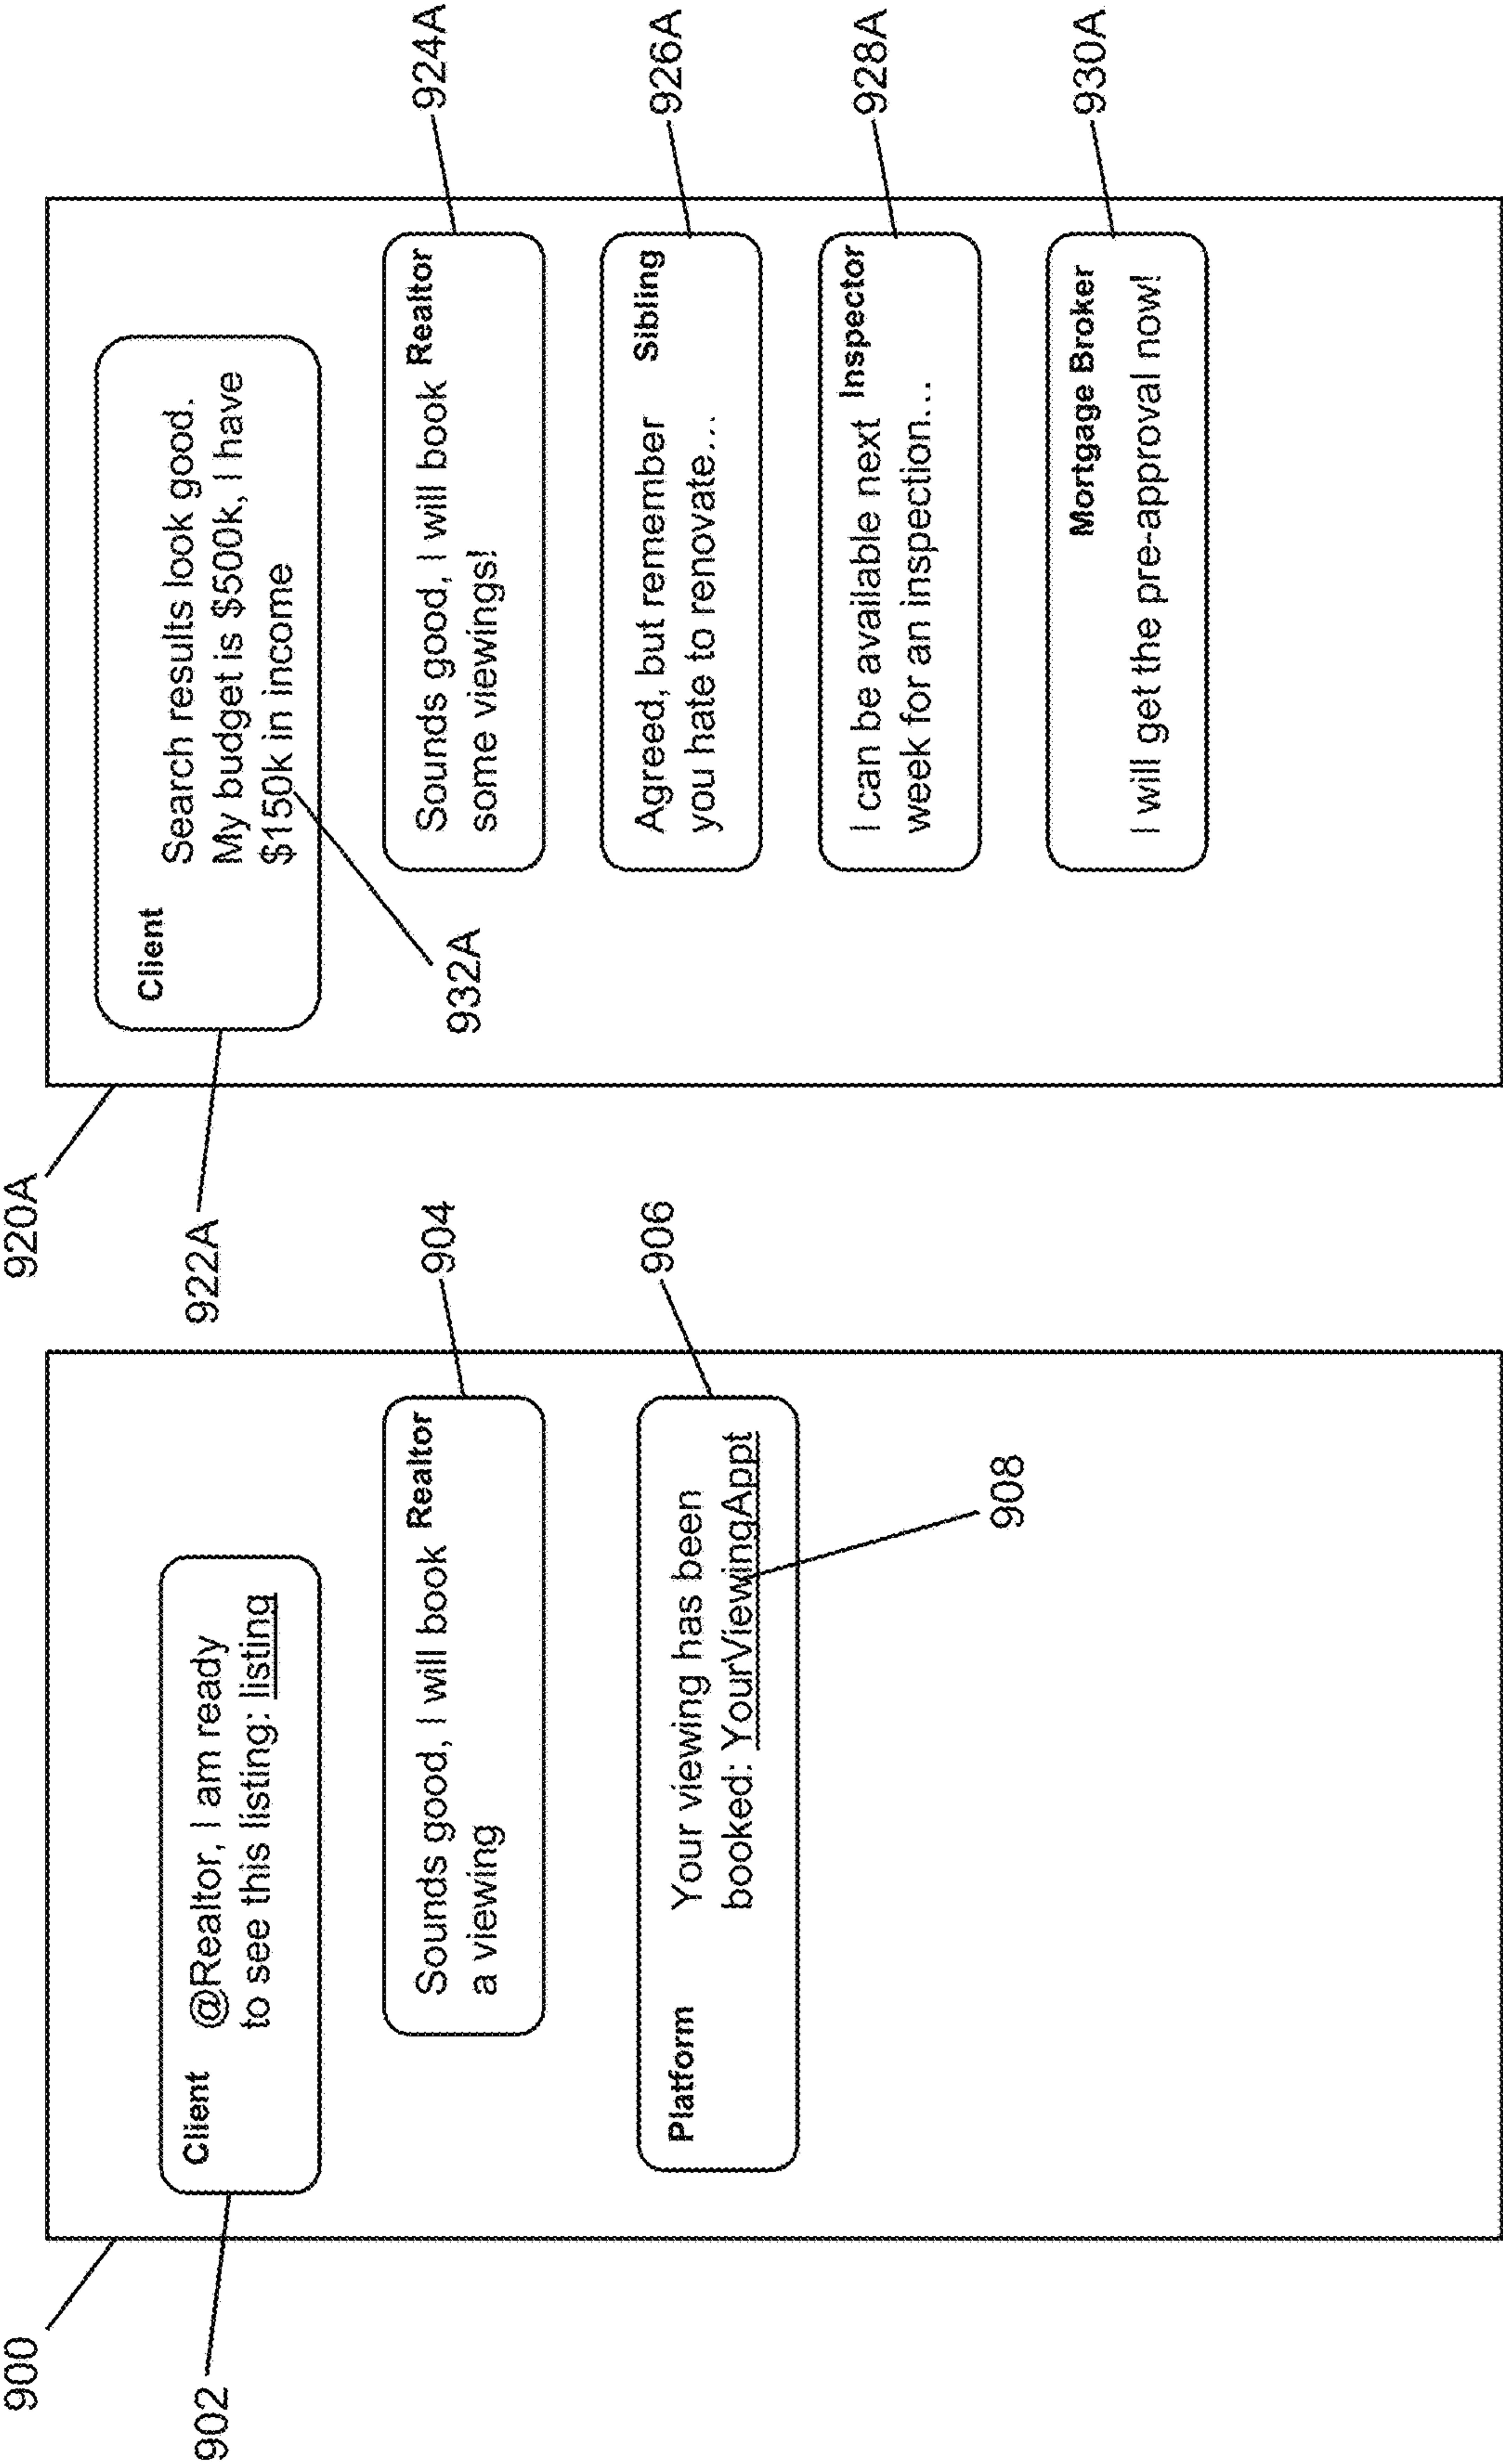 900
902
Client
@Realtor, I am ready
to see this listing: listing
904
Realtor
Sounds good, I will book
a viewing
906
Platform
Your viewing has been
booked: YourViewingAppt
908
920A
922A
Client
Search results look good.
My budget is $500k, I have
$150k in income
932A
924A
Realtor
Sounds good, I will book
some viewings!
926A
Sibling
Agreed, but remember
you hate to renovate...
928A
Inspector
I can be available next
week for an inspection...
930A
Mortgage Broker
I will get the pre-approval now!